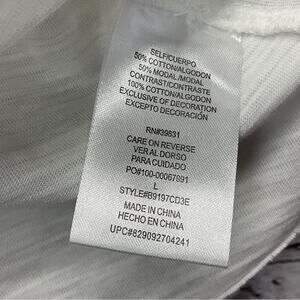 SELF/CUERPO
50% COTTON/ALGODON
50% MODAL/MODAL
CONTRAST/CONTRASTE
100% COTTON/ALGODON
EXCLUSIVE OF DECORATION
EXCEPTO DECORACIÓN
RN#39831
CARE ON REVERSE
VER AL DORSO
PARA CUIDADO
PO#100-00067991
L
STYLE#B9197CD3E
MADE IN CHINA
HECHO EN CHINA
UPC#829092704241